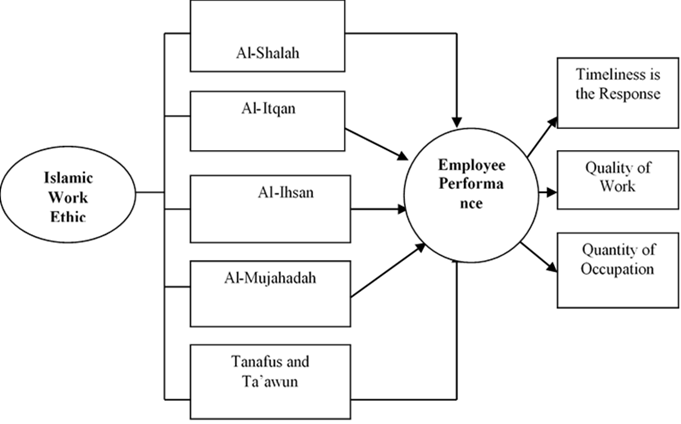 Islamic
Work
Ethic
Al-Shalah
Al-Itqan
Al-Ihsan
Al-Mujahadah
Tanafus and
Ta`awun
Employee
Performa
nce
Timeliness is
the Response
Quality of
Work
Quantity of
Occupation